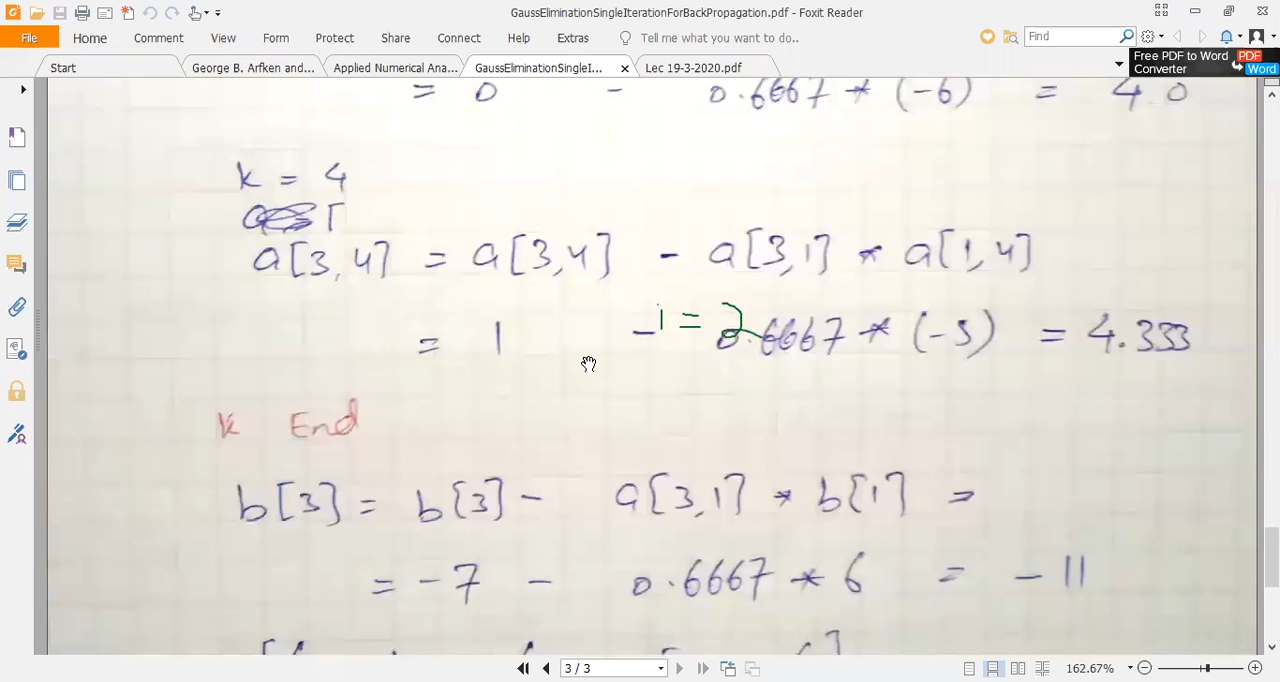 GaussEliminationSingleIterationForBackPropagation.pdf - Foxit Reader
File Home Comment View Form Protect Share Connect Help Extras Tell me what you want to do.. Find
Free PDF to Word Converter PDF Word
Start George B. Arfken and... Applied Numerical Ana... GaussEliminationSingleI... Lec 19-3-2020.pdf
= 0 - 0.6667 * (-6) = 4 0
k = 4
a[3,4] = a[3,4] - a[3,1] * a[1,4]
i = 2
= 1 - 0.6667 * (-5) = 4.333
K End
b[3] = b[3] - a[3,1] * b[1] =
= -7 - 0.6667 * 6 = -11
3 / 3 162.67%